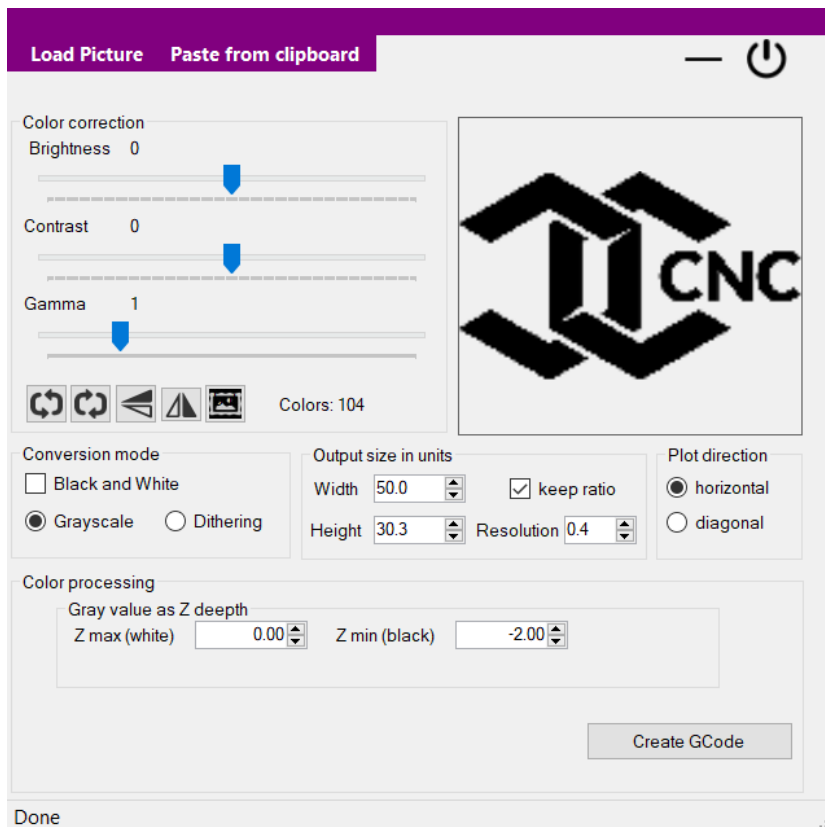 Load Picture Paste from clipboard
Color correction
Brightness 0
Contrast 0
Gamma 1
Colors: 104
CNC
Conversion mode
Black and White
Grayscale Dithering
Output size in units
Width 50.0 keep ratio
Height 30.3 Resolution 0.4
Plot direction
horizontal
diagonal
Color processing
Gray value as Z deepth
Z max (white) 0.00 Z min (black) -2.00
Create GCode
Done